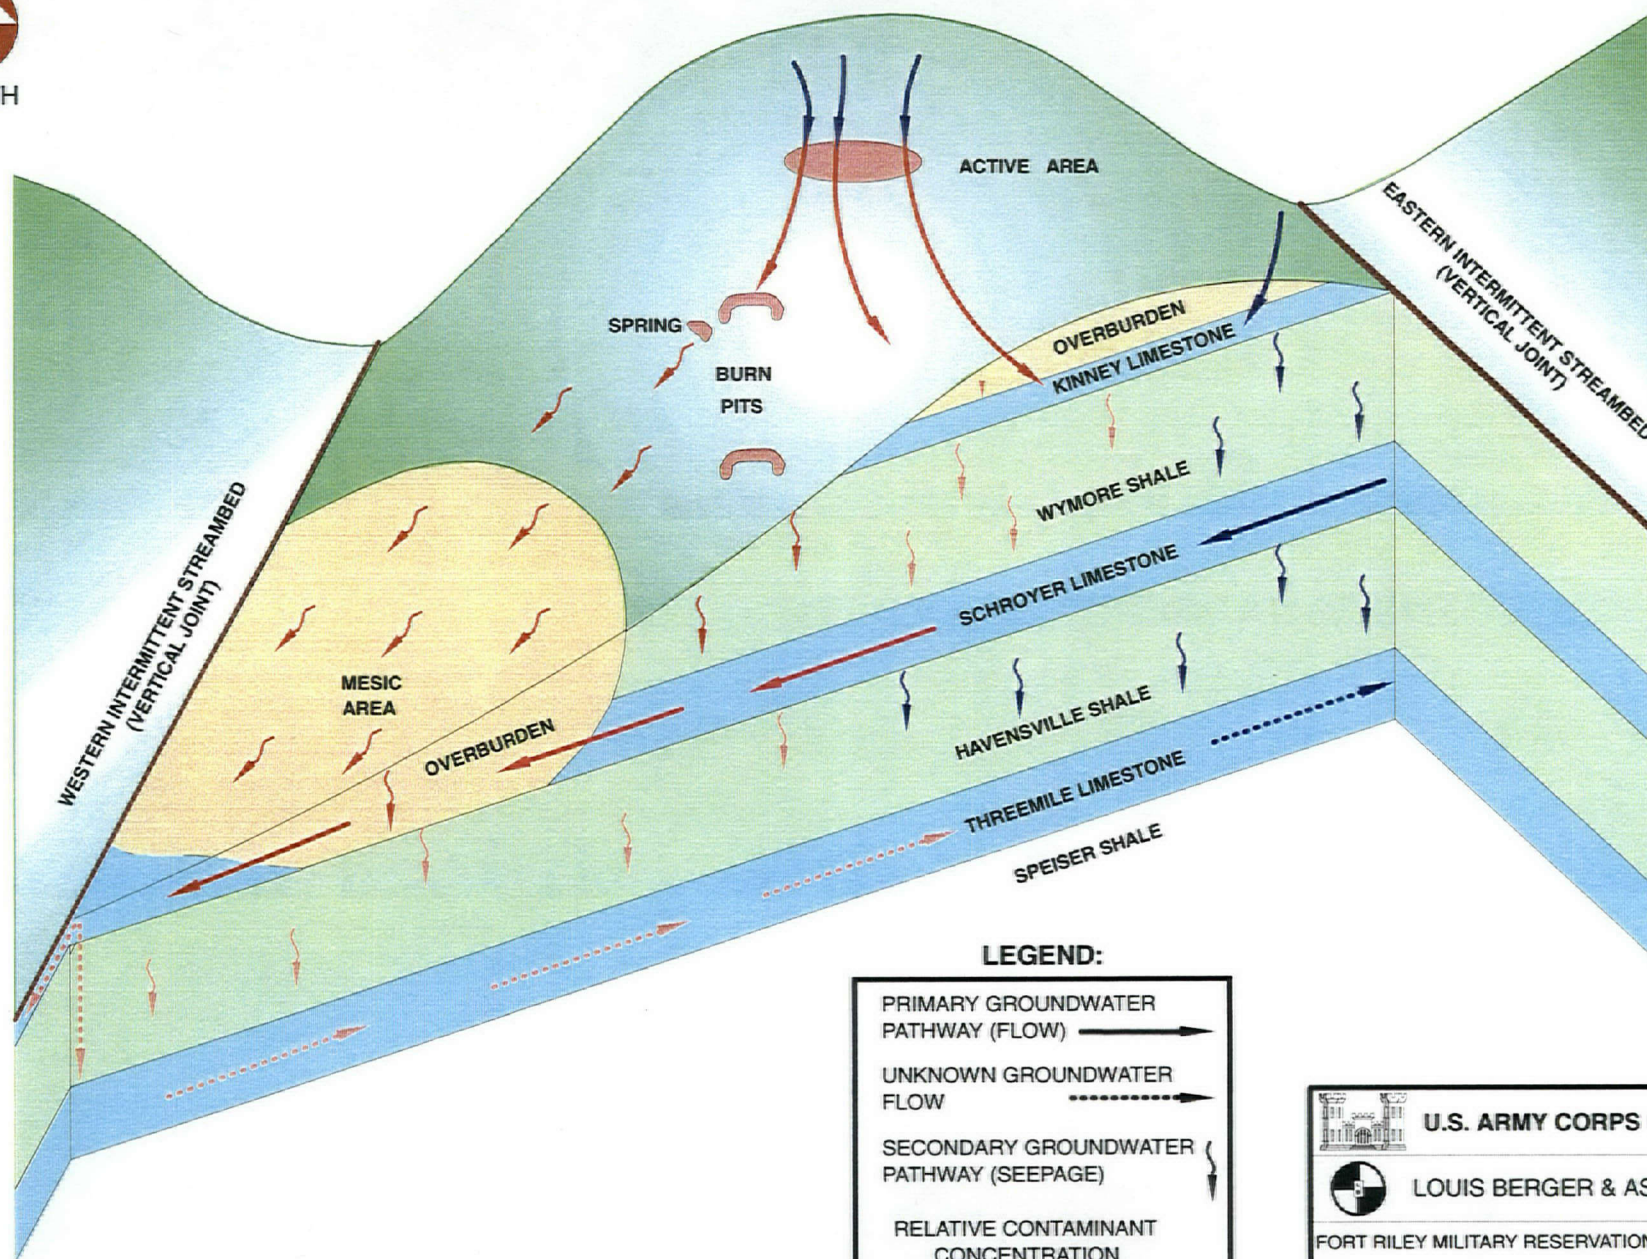 H
ACTIVE AREA
EASTERN INTERMITTENT STREAMBED
(VERTICAL JOINT)
SPRING
OVERBURDEN
KINNEY LIMESTONE
BURN
PITS
WYMORE SHALE
WESTERN INTERMITTENT STREAMBED
(VERTICAL JOINT)
SCHROYER LIMESTONE
MESIC
AREA
OVERBURDEN
HAVENSVILLE SHALE
THREEMILE LIMESTONE
SPEISER SHALE
LEGEND:
PRIMARY GROUNDWATER
PATHWAY (FLOW)
UNKNOWN GROUNDWATER
FLOW
SECONDARY GROUNDWATER
PATHWAY (SEEPAGE)
RELATIVE CONTAMINANT
CONCENTRATION
U.S. ARMY CORPS
LOUIS BERGER & AS
FORT RILEY MILITARY RESERVATION